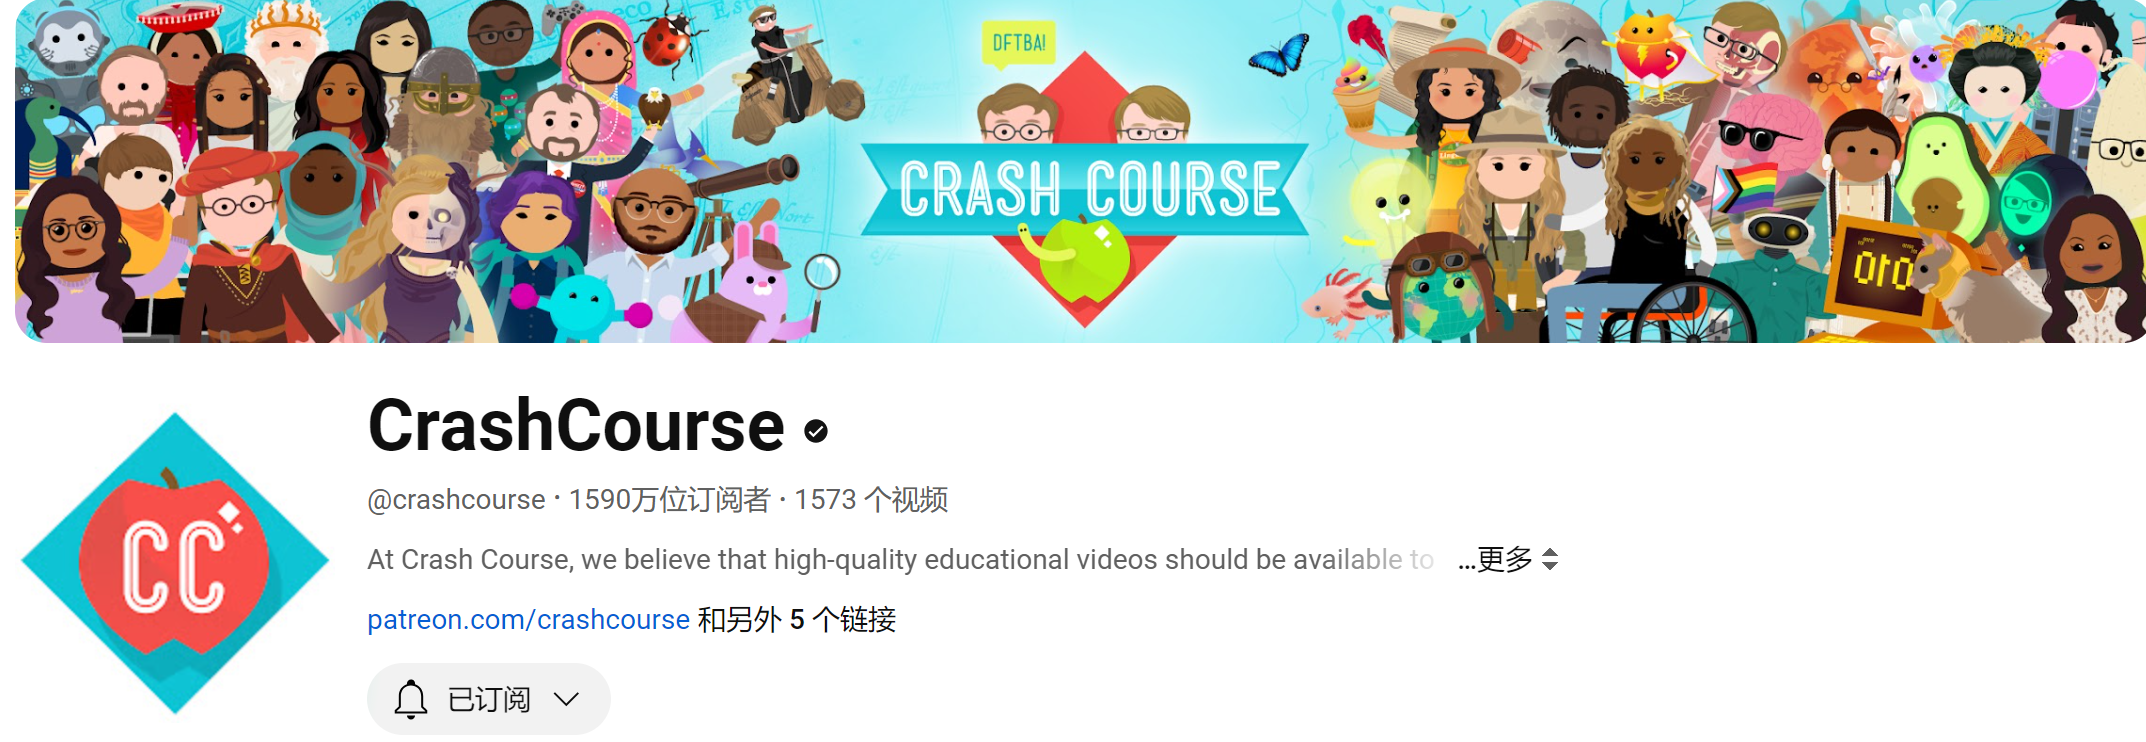 DFTBA!
CRASH COURSE
010
CC
CrashCourse
@crashcourse · 1590万位订阅者 · 1573 个视频
At Crash Course, we believe that high-quality educational videos should be available to ...更多
patreon.com/crashcourse 和另外 5 个链接
已订阅